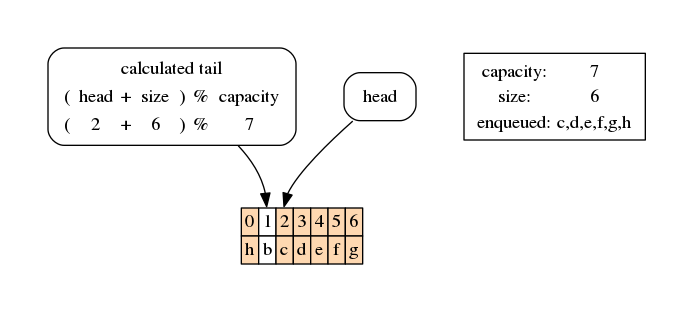 calculated tail
( head + size ) % capacity
( 2 + 6 ) % 7
head
capacity: 7
size: 6
enqueued: c,d,e,f,g,h
0 1 2 3 4 5 6
h b c d e f g